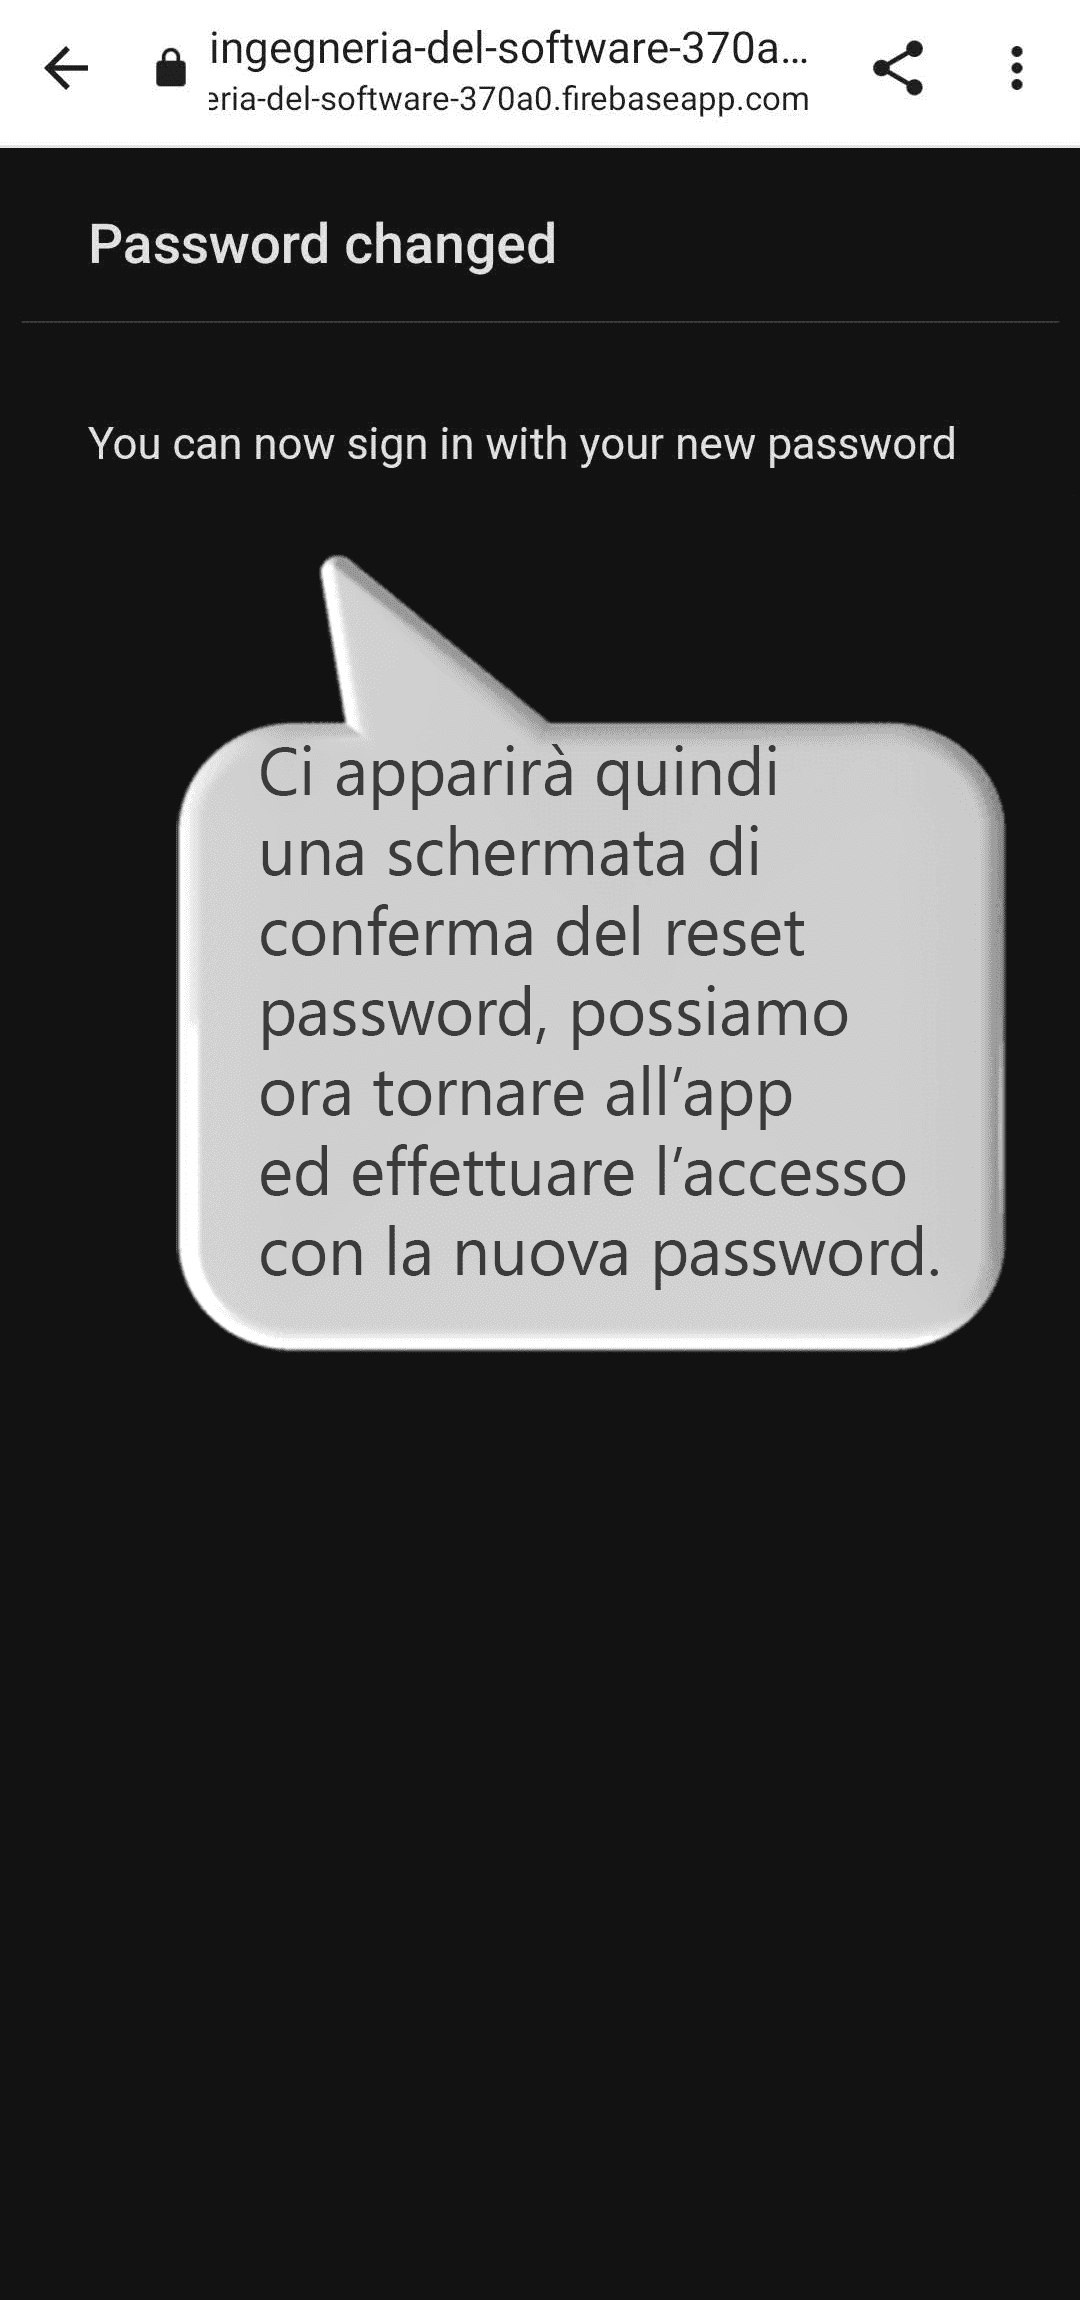 ingegneria-del-software-370a...
eria-del-software-370a0.firebaseapp.com
Password changed
You can now sign in with your new password
Ci apparirà quindi
una schermata di
conferma del reset
password, possiamo
ora tornare all’app
ed effettuare l’accesso
con la nuova password.